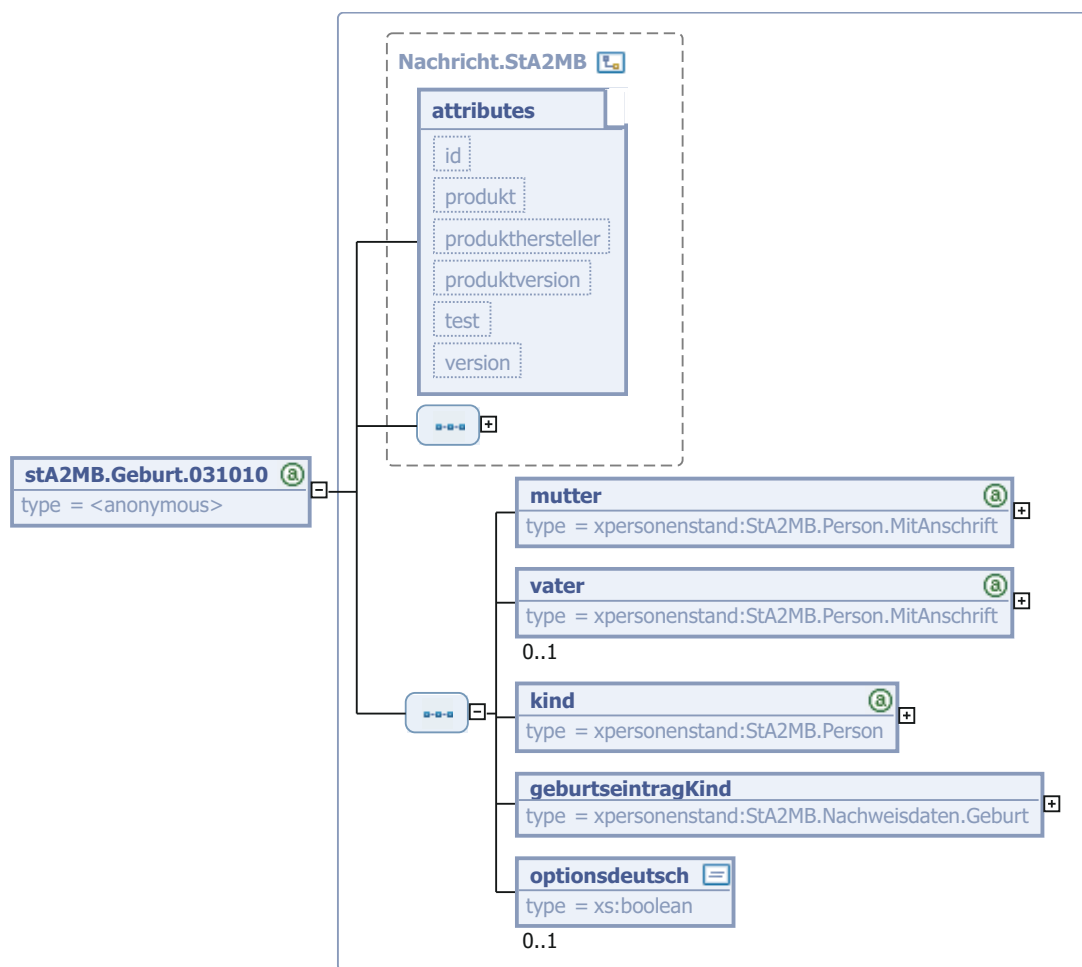 Nachricht.StA2MB
attributes
id
produkt
produkthersteller
produktversion
test
version
stA2MB.Geburt.031010 a
type = <anonymous>
mutter a
type = xpersonenstand:StA2MB.Person.MitAnschrift
vater a
type = xpersonenstand:StA2MB.Person.MitAnschrift
0..1
kind a
type = xpersonenstand:StA2MB.Person
geburtseintragKind
type = xpersonenstand:StA2MB.Nachweisdaten.Geburt
optionsdeutsch
type = xs:boolean
0..1